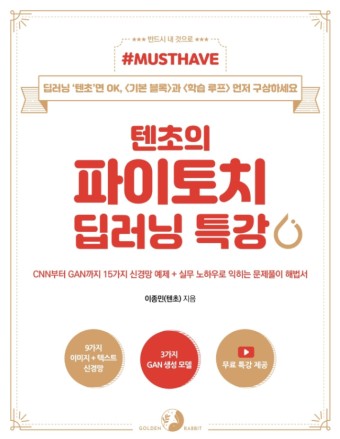 *** 반드시 내 것으로 ***
#MUSTHAVE
딥러닝 '텐초'면 OK, <기본 블록>과 <학습 루프> 먼저 구상하세요
텐초의
파이토치
딥러닝 특강
CNN부터 GAN까지 15가지 신경망 예제 + 실무 노하우로 익히는 문제풀이 해법서
이종민(텐초) 지음
9가지
이미지 + 텍스트
신경망
3가지
GAN 생성 모델
무료 특강 제공
GOLDEN RABBIT